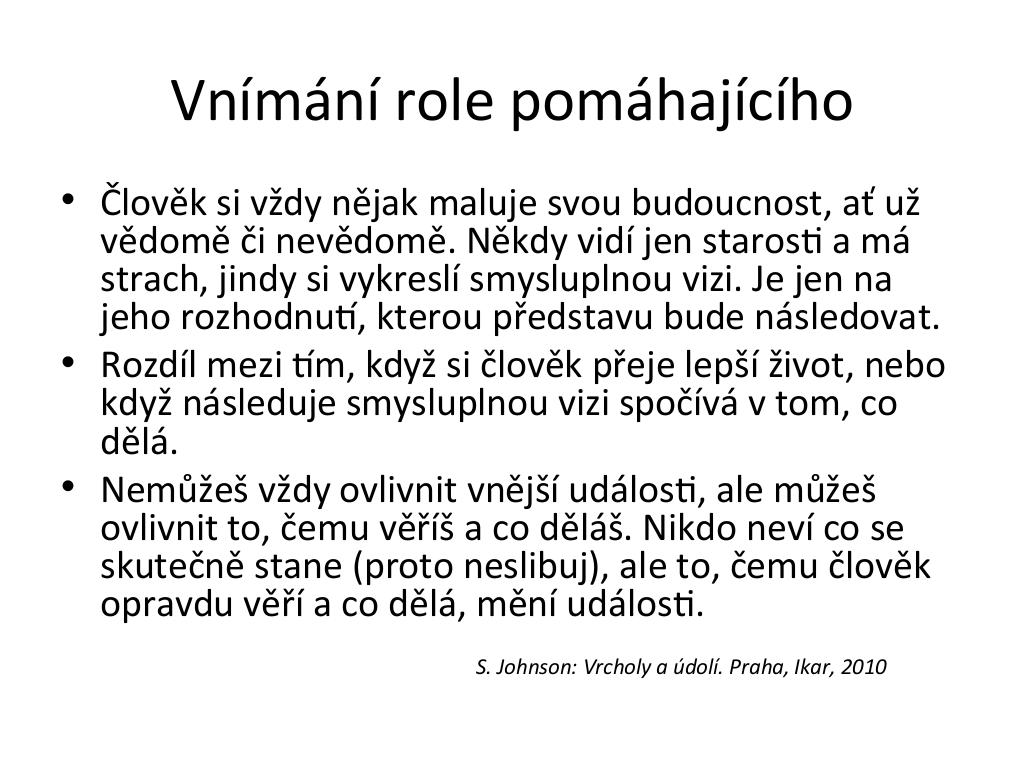 Vnímání role pomáhajícího
• Člověk si vždy nějak maluje svou budoucnost, ať už
vědomě či nevědomě. Někdy vidí jen starosti a má
strach, jindy si vykreslí smysluplnou vizi. Je jen na
jeho rozhodnutí, kterou představu bude následovat.
• Rozdíl mezi tím, když si člověk přeje lepší život, nebo
když následuje smysluplnou vizi spočívá v tom, co
dělá.
• Nemůžeš vždy ovlivnit vnější události, ale můžeš
ovlivnit to, čemu věříš a co děláš. Nikdo neví co se
skutečně stane (proto neslibuj), ale to, čemu člověk
opravdu věří a co dělá, mění události.
S. Johnson: Vrcholy a údolí. Praha, Ikar, 2010